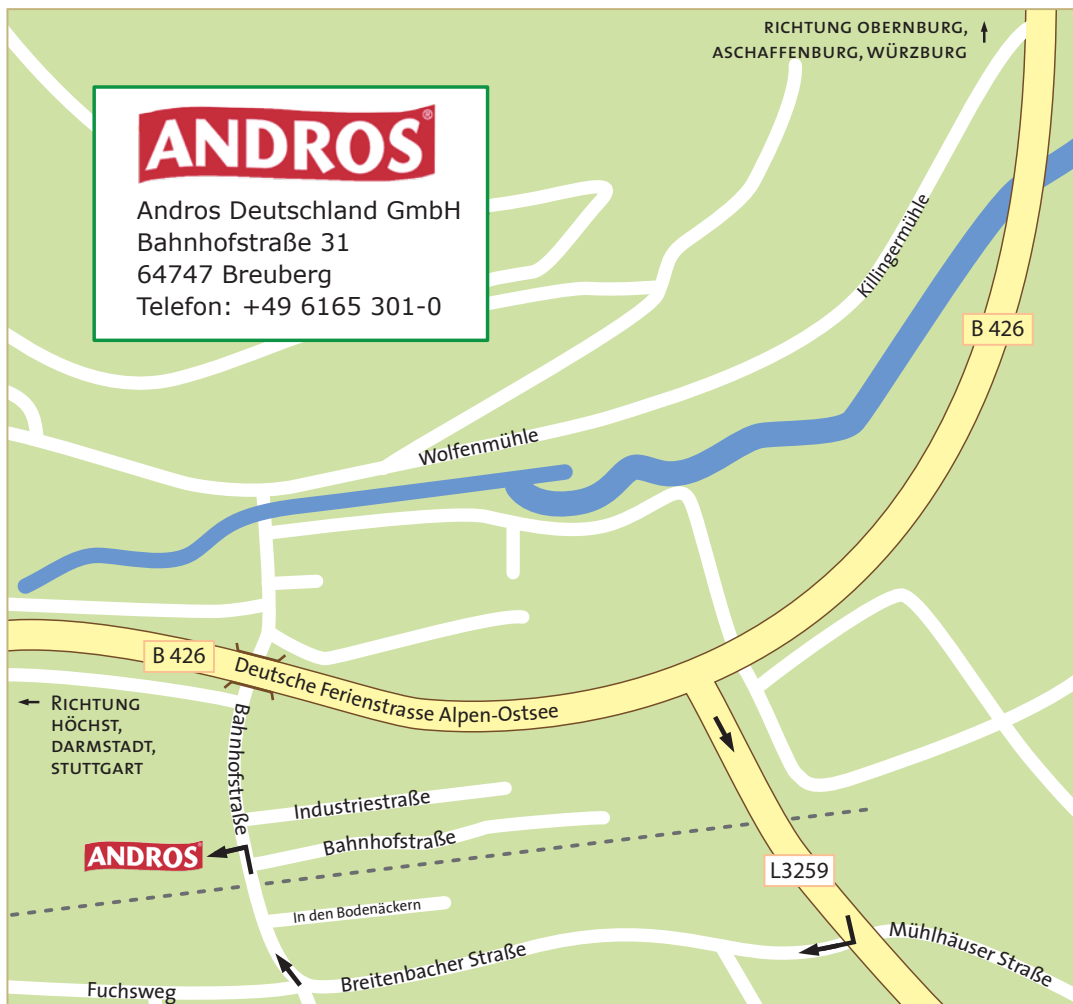 RICHTUNG OBERNBURG,
ASCHAFFENBURG, WÜRZBURG
ANDROS®
Andros Deutschland GmbH
Bahnhofstraße 31
64747 Breuberg
Telefon: +49 6165 301-0
Killingermühle
B 426
Wolfenmühle
B 426
Deutsche Ferienstrasse Alpen-Ostsee
RICHTUNG
HÖCHST,
DARMSTADT,
STUTTGART
Bahnhofstraße
Industriestraße
Bahnhofstraße
ANDROS
L3259
In den Bodenäckern
Mühlhäuser Straße
Breitenbacher Straße
Fuchsweg